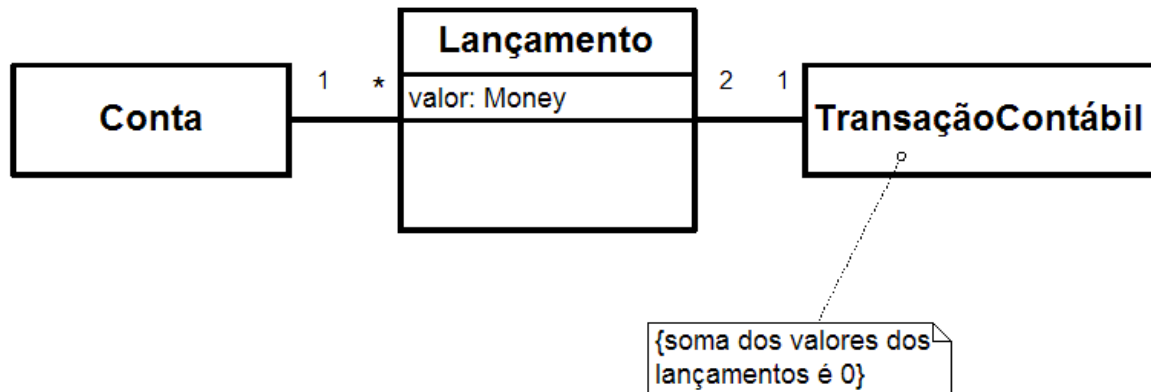 Lançamento
valor: Money
Conta
1
*
2
1
TransaçãoContábil
{soma dos valores dos
lançamentos é 0}